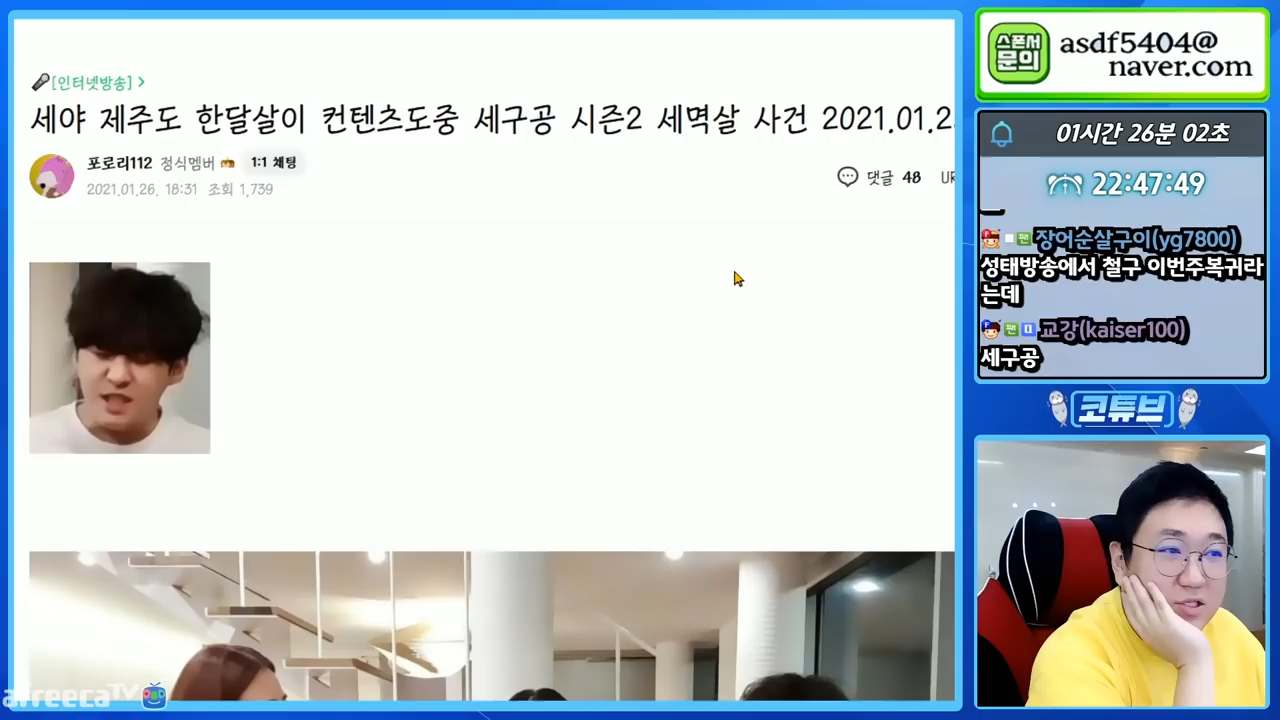 [인터넷방송] >
세야 제주도 한달살이 컨텐츠도중 세구공 시즌2 세멱살 사건 2021.01.2
포로리112 정식멤버 1:1 채팅
2021.01.26. 18:31 조회 1,739
댓글 48 UR
afreecaTV
스폰서
문의
asdf5404@
naver.com
01시간 26분 02초
22:47:49
팬 장어순살구이(yg7800)
성태방송에서 철구 이번주복귀라
는데
팬 교강(kaiser100)
세구공
코튜브